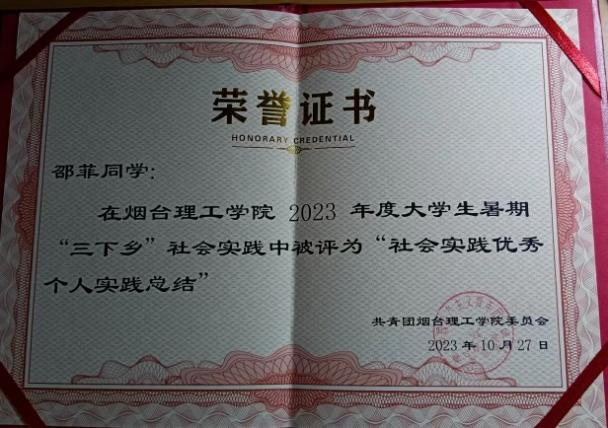 荣誉证书
HONORARY CREDENTIAL
邵菲同学：
在烟台理工学院 2023 年度大学生暑期
“三下乡”社会实践中被评为“社会实践优秀
个人实践总结”
共青团烟台理工学院委员会
2023 年 10 月 27 日